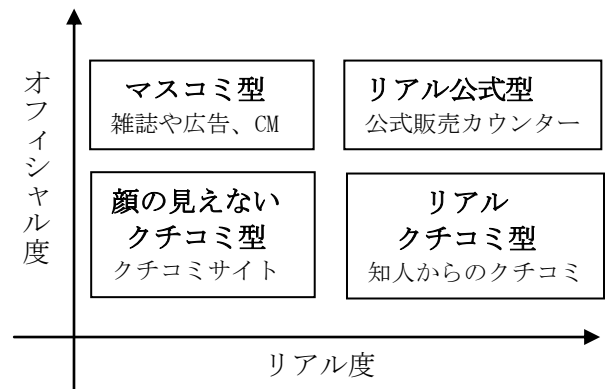 オフィシャル度
マスコミ型
雑誌や広告、CM
リアル公式型
公式販売カウンター
顔の見えない
クチコミ型
クチコミサイト
リアル
クチコミ型
知人からのクチコミ
リアル度